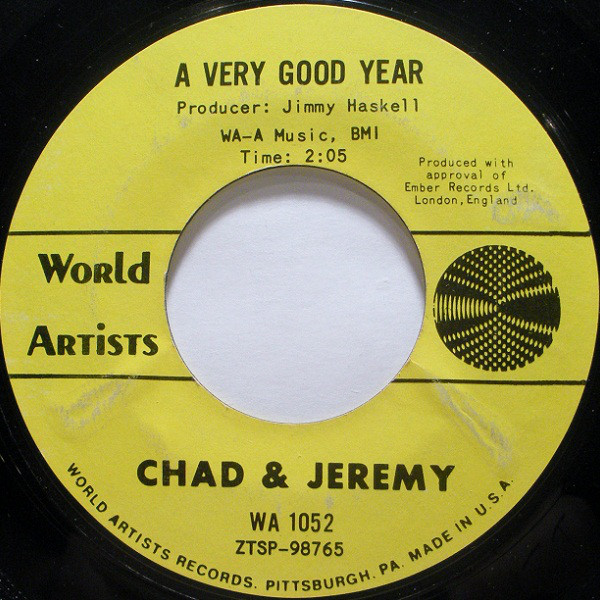 A VERY GOOD YEAR
Producer: Jimmy Haskell
WA-A Music, BMI
Time: 2:05
Produced with
approval of
Ember Records Ltd.
London, England
World
Artists
CHAD & JEREMY
WA 1052
ZTSP-98765
WORLD ARTISTS RECORDS. PITTSBURGH. PA. MADE IN U.S.A.